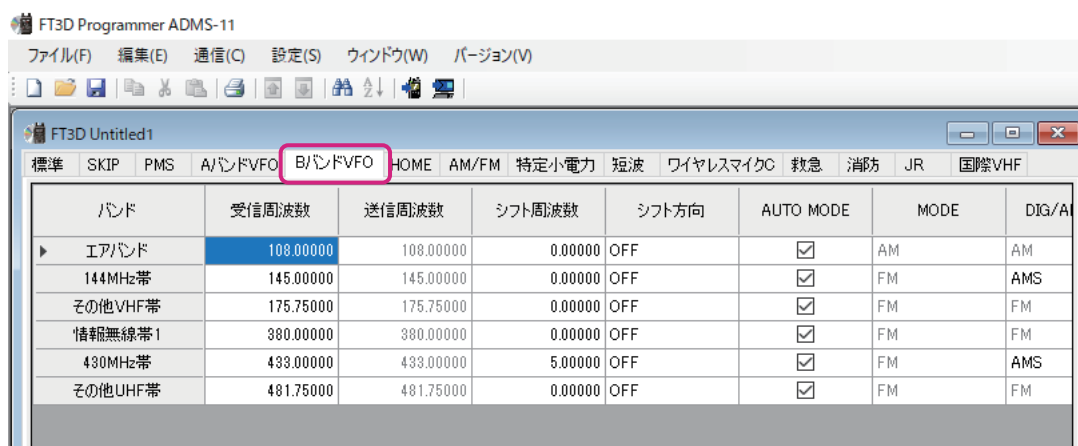 FT3D Programmer ADMS-11
ファイル(F) 編集(E) 通信(C) 設定(S) ウィンドウ(W) バージョン(V)
FT3D Untitled1
標準 SKIP PMS AバンドVFO BバンドVFO HOME AM/FM 特定小電力 短波 ワイヤレスマイクC 救急 消防 JR 国際VHF
バンド 受信周波数 送信周波数 シフト周波数 シフト方向 AUTO MODE MODE DIG/A
エアバンド 108.00000 108.00000 0.00000 OFF AM AM
144MHz帯 145.00000 145.00000 0.00000 OFF FM AMS
その他VHF帯 175.75000 175.75000 0.00000 OFF FM FM
情報無線帯1 380.00000 380.00000 0.00000 OFF FM FM
430MHz帯 433.00000 433.00000 5.00000 OFF FM AMS
その他UHF帯 481.75000 481.75000 0.00000 OFF FM FM